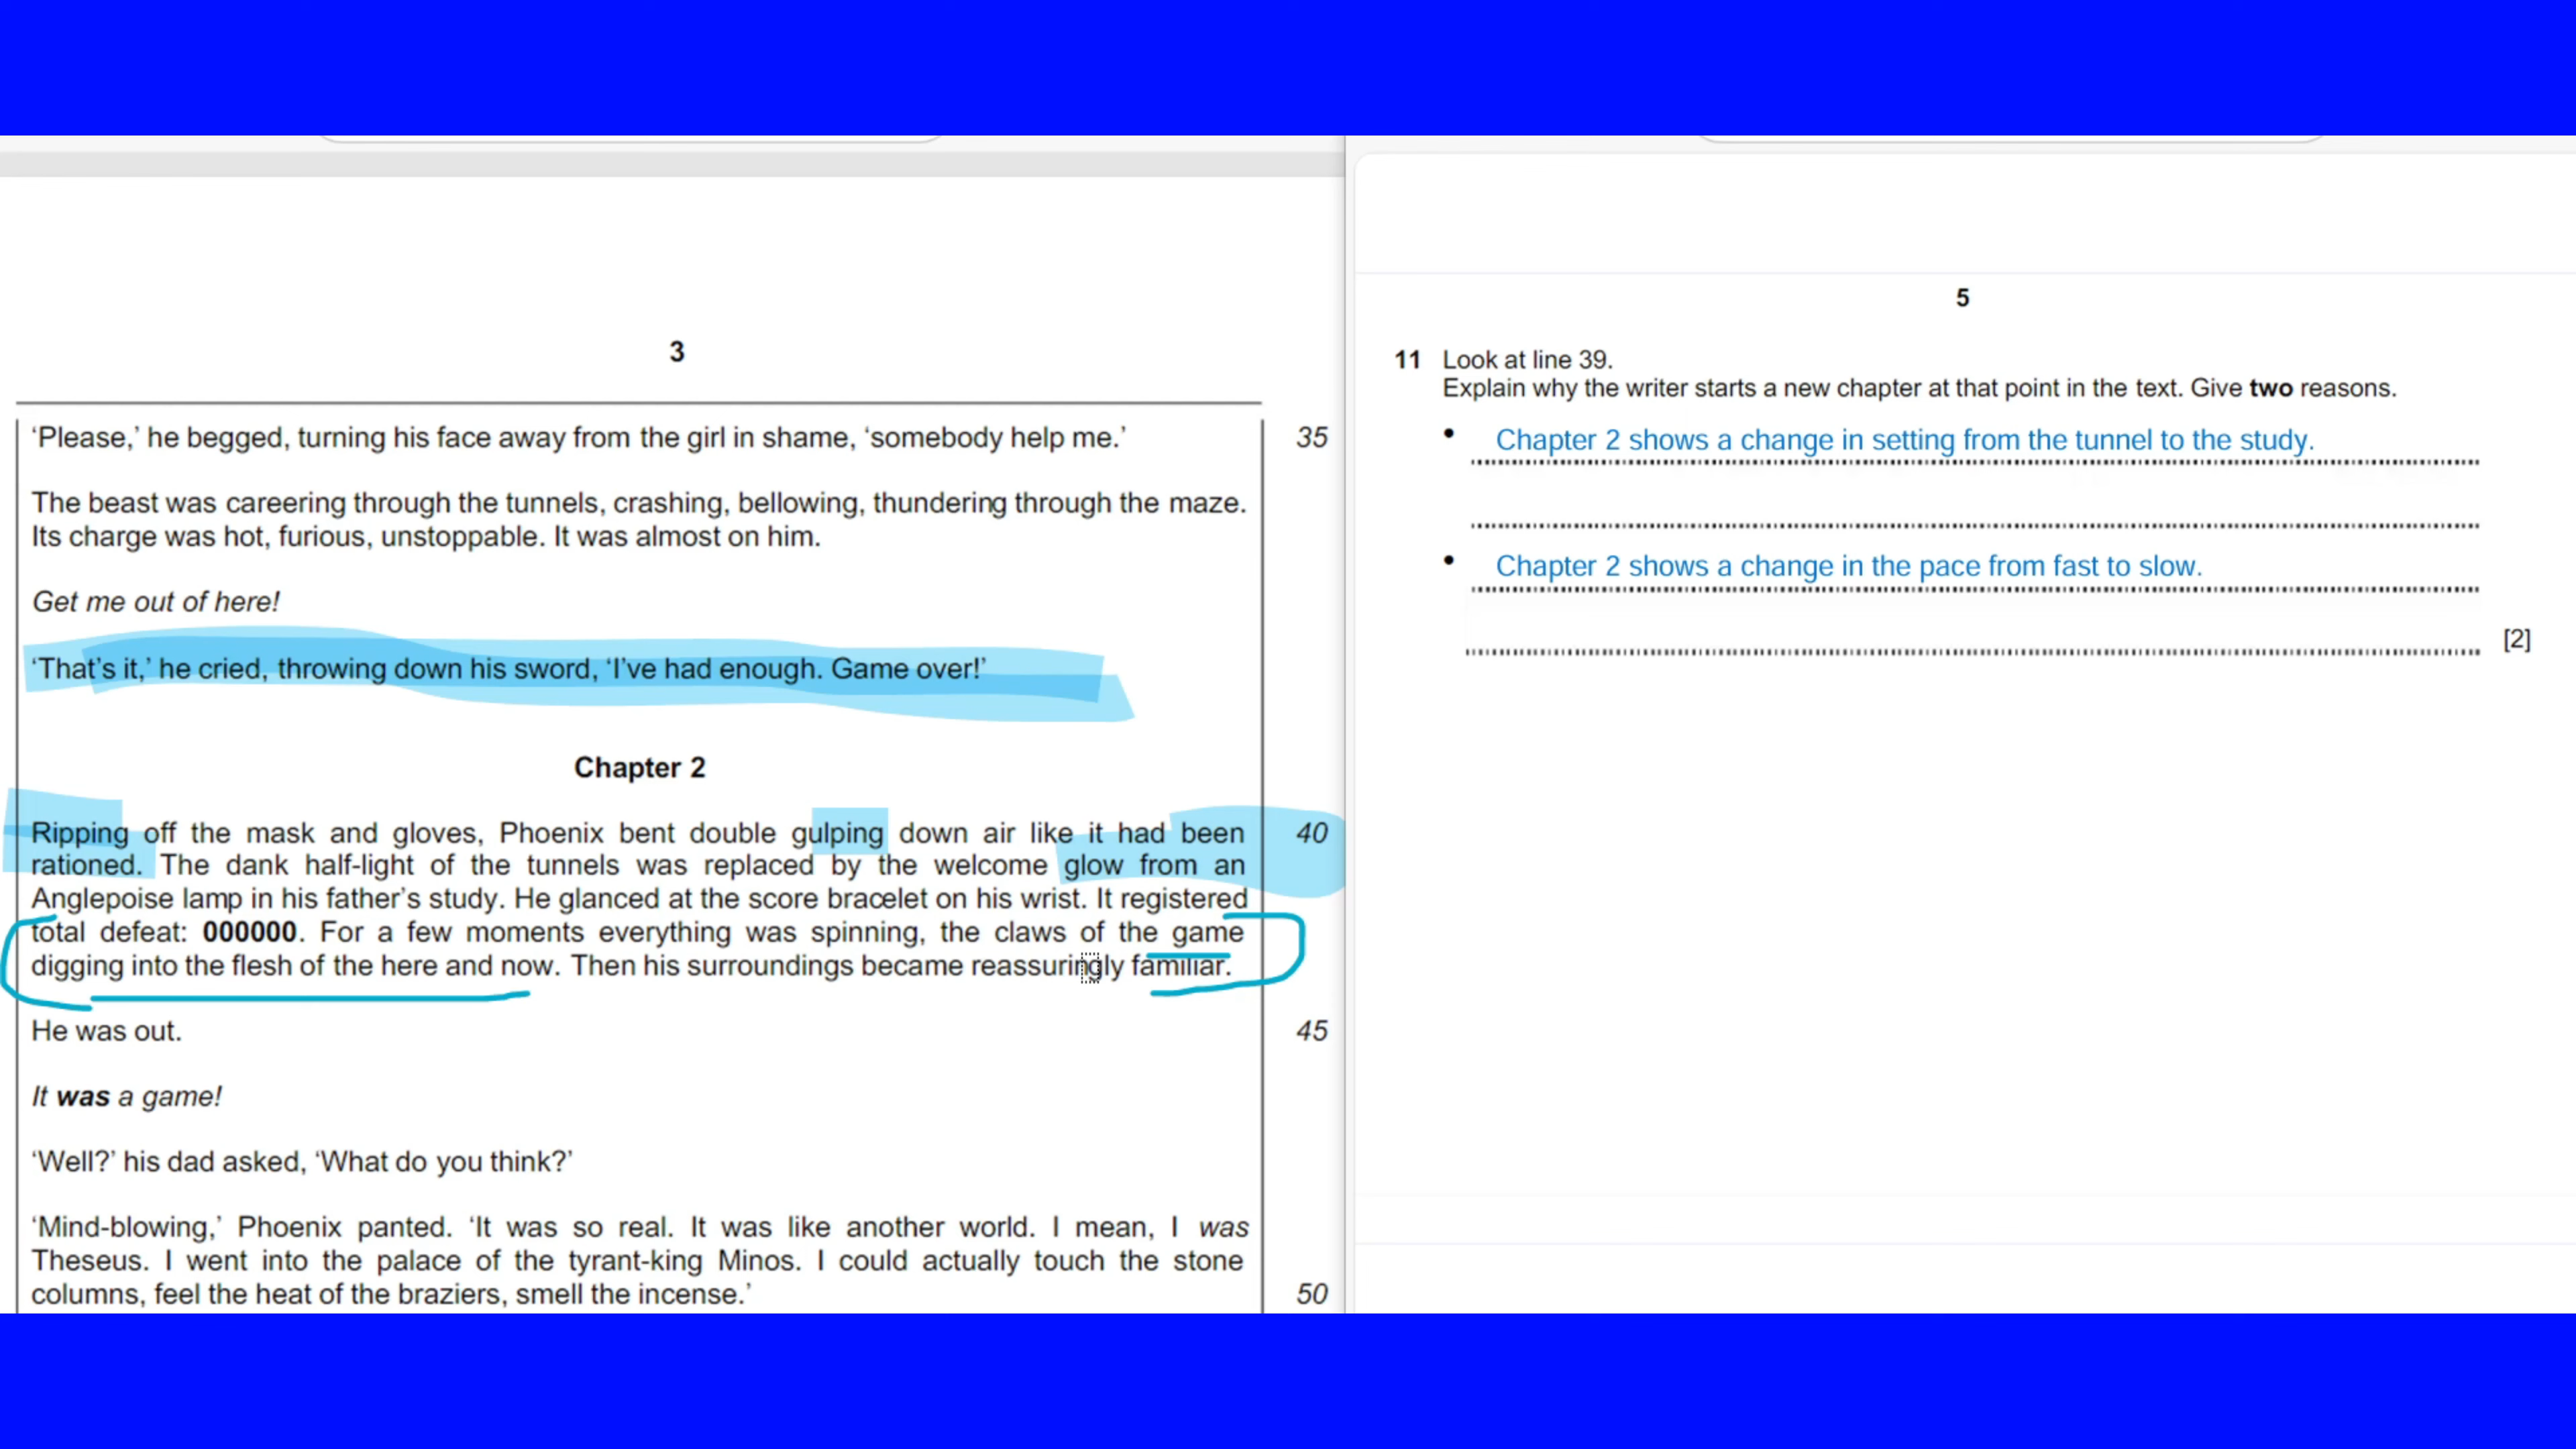 3
‘Please,’ he begged, turning his face away from the girl in shame, ‘somebody help me.’ 35
The beast was careering through the tunnels, crashing, bellowing, thundering through the maze.
Its charge was hot, furious, unstoppable. It was almost on him.
Get me out of here!
‘That’s it,’ he cried, throwing down his sword, ‘I’ve had enough. Game over!’
Chapter 2
Ripping off the mask and gloves, Phoenix bent double gulping down air like it had been 40
rationed. The dank half-light of the tunnels was replaced by the welcome glow from an
Anglepoise lamp in his father’s study. He glanced at the score bracelet on his wrist. It registered
total defeat: 000000. For a few moments everything was spinning, the claws of the game
digging into the flesh of the here and now. Then his surroundings became reassuringly familiar.
He was out. 45
It was a game!
‘Well?’ his dad asked, ‘What do you think?’
‘Mind-blowing,’ Phoenix panted. ‘It was so real. It was like another world. I mean, I was
Theseus. I went into the palace of the tyrant-king Minos. I could actually touch the stone
columns, feel the heat of the braziers, smell the incense.’ 50
5
11 Look at line 39.
Explain why the writer starts a new chapter at that point in the text. Give two reasons.
• Chapter 2 shows a change in setting from the tunnel to the study.
• Chapter 2 shows a change in the pace from fast to slow.
[2]